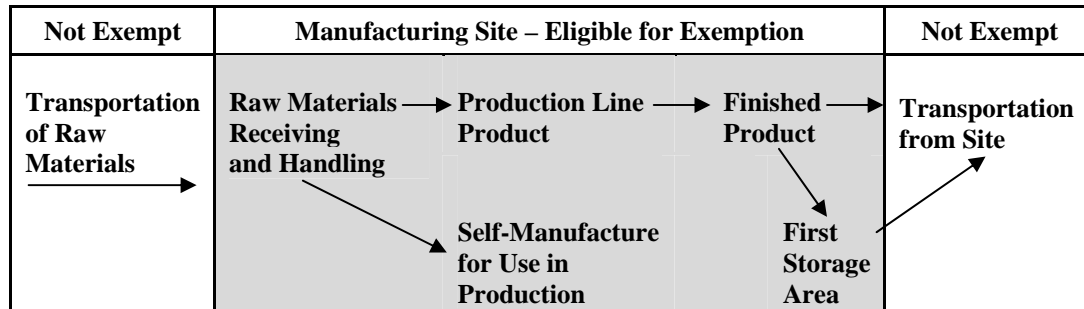 Not Exempt
Manufacturing Site – Eligible for Exemption
Not Exempt
Transportation
of Raw
Materials
Raw Materials
Receiving
and Handling
Production Line
Product
Finished
Product
Transportation
from Site
Self-Manufacture
for Use in
Production
First
Storage
Area